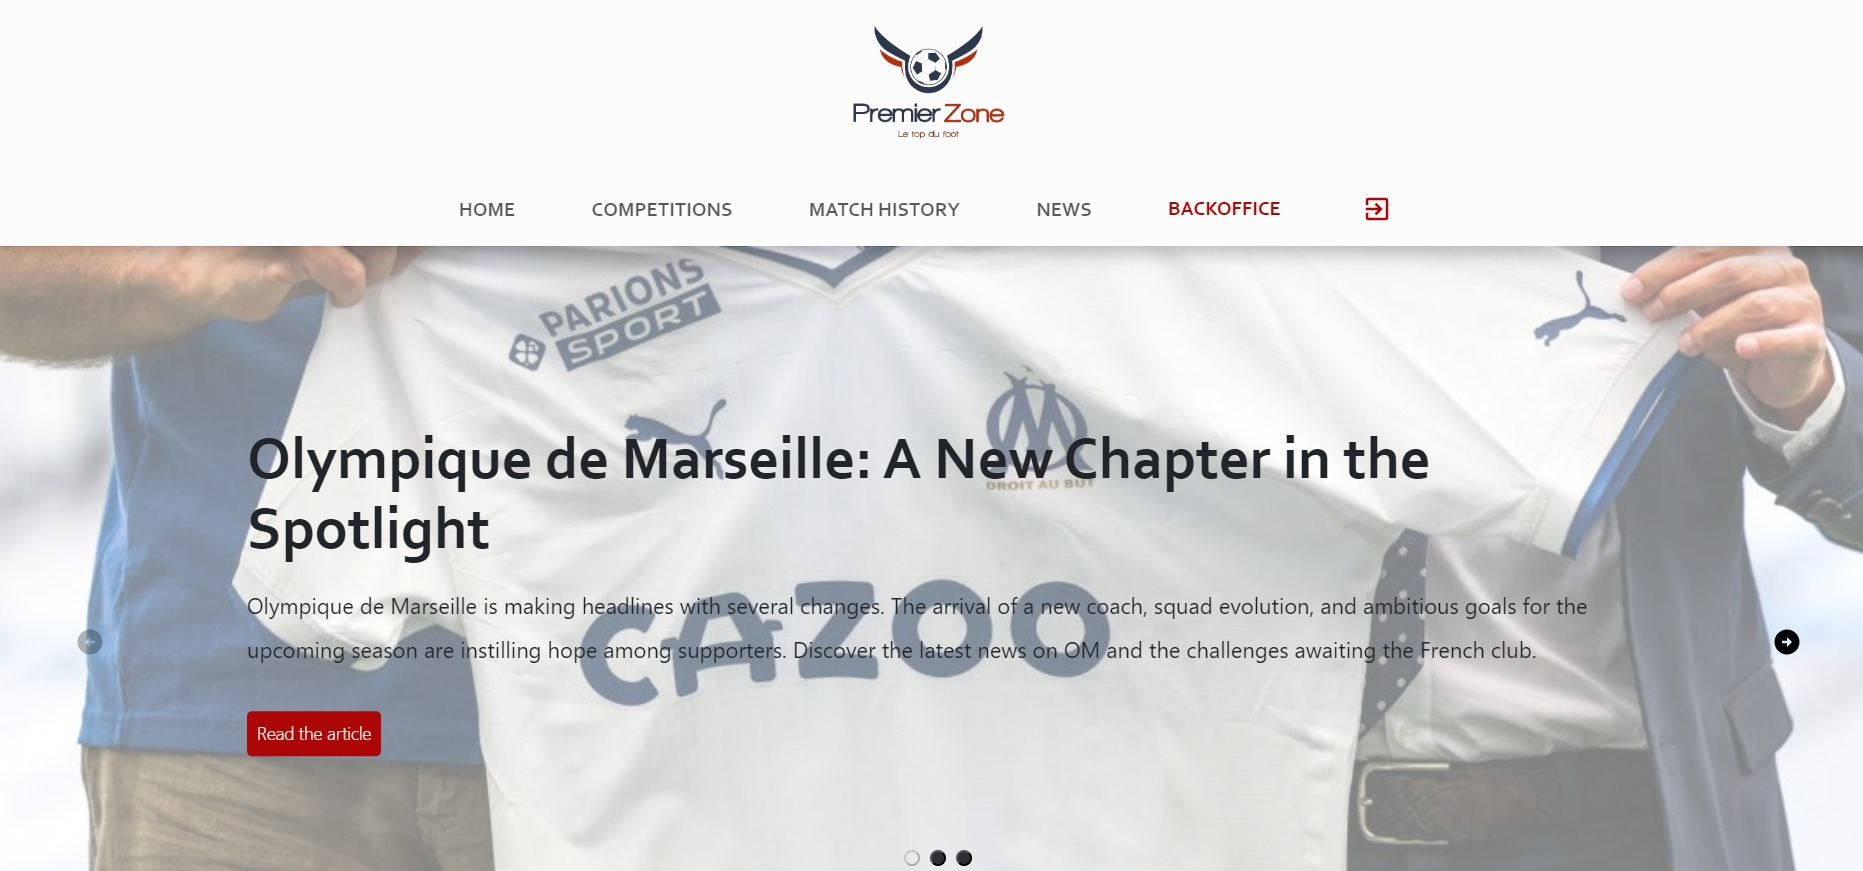 Premier Zone
Le top du foot
HOME COMPETITIONS MATCH HISTORY NEWS BACKOFFICE
PARIONS
SPORT
Olympique de Marseille: A New Chapter in the
Spotlight
DROIT AU BUT
CAZOO
Olympique de Marseille is making headlines with several changes. The arrival of a new coach, squad evolution, and ambitious goals for the
upcoming season are instilling hope among supporters. Discover the latest news on OM and the challenges awaiting the French club.
Read the article